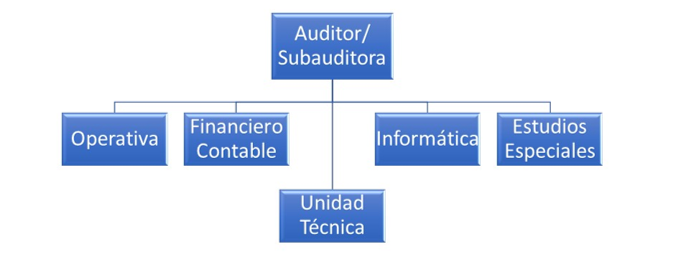 Auditor/
Subauditora
Operativa
Financiero
Contable
Informática
Estudios
Especiales
Unidad
Técnica